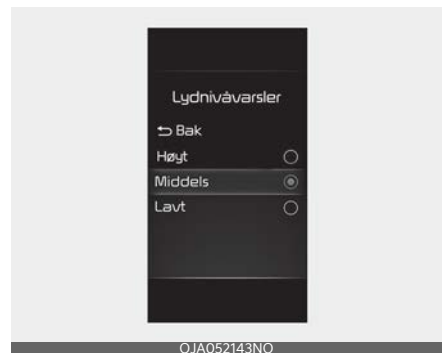 Lydnivåvarsler
Bak
Høyt
Middels
Lavt
OJA052143NO